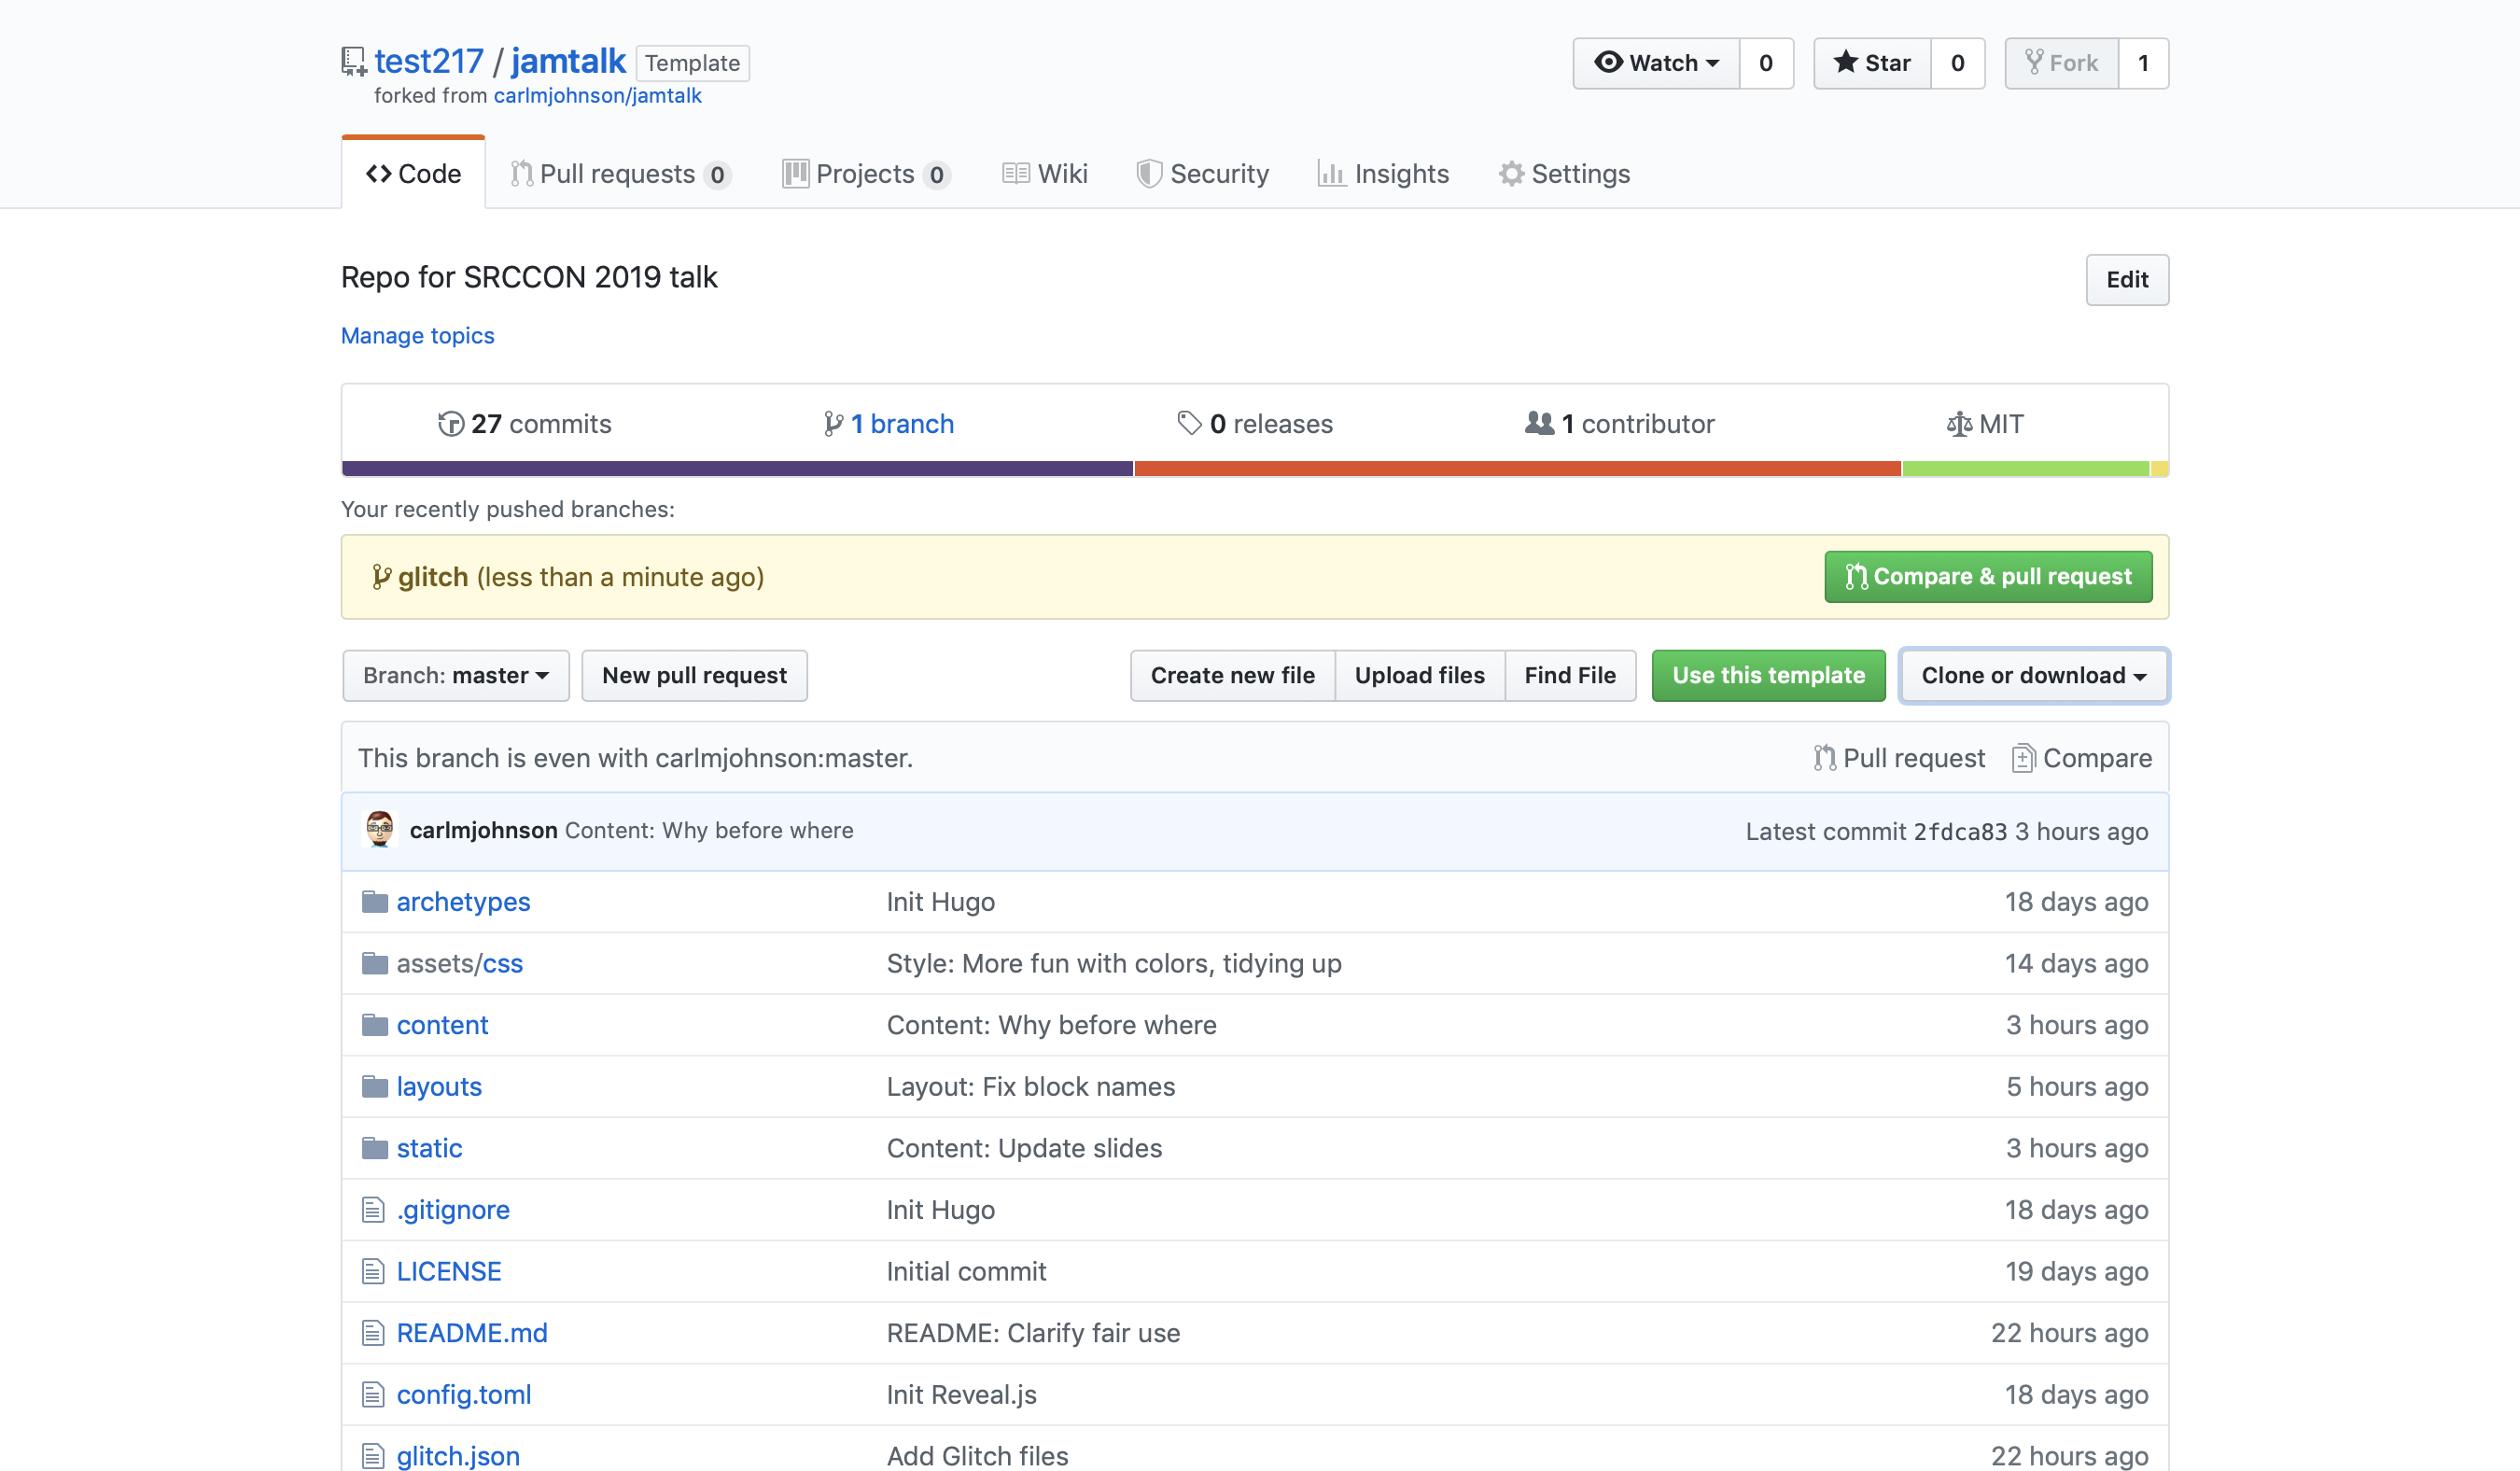 test217 / jamtalk Template
Watch 0 Star 0 Fork 1
forked from carlmjohnson/jamtalk
Code Pull requests 0 Projects 0 Wiki Security Insights Settings
Repo for SRCCON 2019 talk
Edit
Manage topics
27 commits 1 branch 0 releases 1 contributor MIT
Your recently pushed branches:
glitch (less than a minute ago) Compare & pull request
Branch: master New pull request Create new file Upload files Find File Use this template Clone or download
This branch is even with carlmjohnson:master. Pull request Compare
carlmjohnson Content: Why before where Latest commit 2fdca83 3 hours ago
archetypes Init Hugo 18 days ago
assets/css Style: More fun with colors, tidying up 14 days ago
content Content: Why before where 3 hours ago
layouts Layout: Fix block names 5 hours ago
static Content: Update slides 3 hours ago
.gitignore Init Hugo 18 days ago
LICENSE Initial commit 19 days ago
README.md README: Clarify fair use 22 hours ago
config.toml Init Reveal.js 18 days ago
glitch.json Add Glitch files 22 hours ago